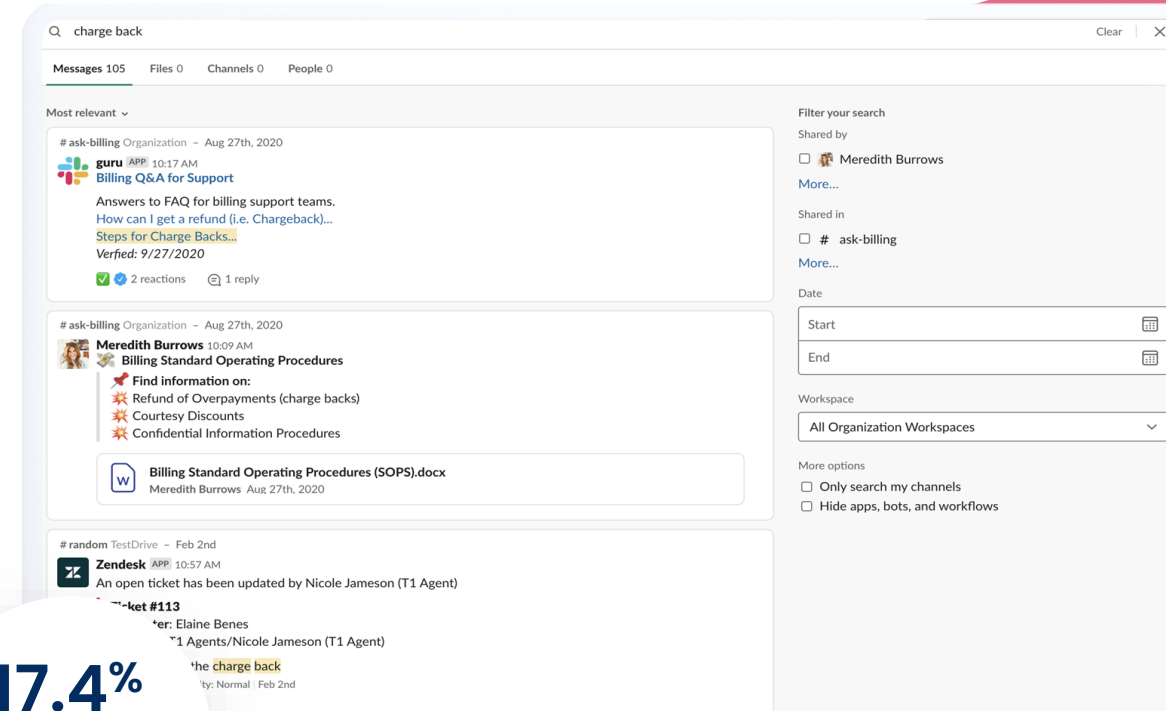 charge back
Clear
Messages 105 Files 0 Channels 0 People 0
Most relevant
# ask-billing Organization – Aug 27th, 2020
guru APP 10:17 AM
Billing Q&A for Support
Answers to FAQ for billing support teams.
How can I get a refund (i.e. Chargeback)...
Steps for Charge Backs...
Verfied: 9/27/2020
2 reactions 1 reply
# ask-billing Organization – Aug 27th, 2020
Meredith Burrows 10:09 AM
Billing Standard Operating Procedures
Find information on:
Refund of Overpayments (charge backs)
Courtesy Discounts
Confidential Information Procedures
W
Billing Standard Operating Procedures (SOPS).docx
Meredith Burrows Aug 27th, 2020
# random TestDrive – Feb 2nd
Zendesk APP 10:57 AM
An open ticket has been updated by Nicole Jameson (T1 Agent)
#113
: Elaine Benes
T1 Agents/Nicole Jameson (T1 Agent)
the charge back
: Normal Feb 2nd
17.4%
Filter your search
Shared by
Meredith Burrows
More...
Shared in
# ask-billing
More...
Date
Start
End
Workspace
All Organization Workspaces
More options
Only search my channels
Hide apps, bots, and workflows